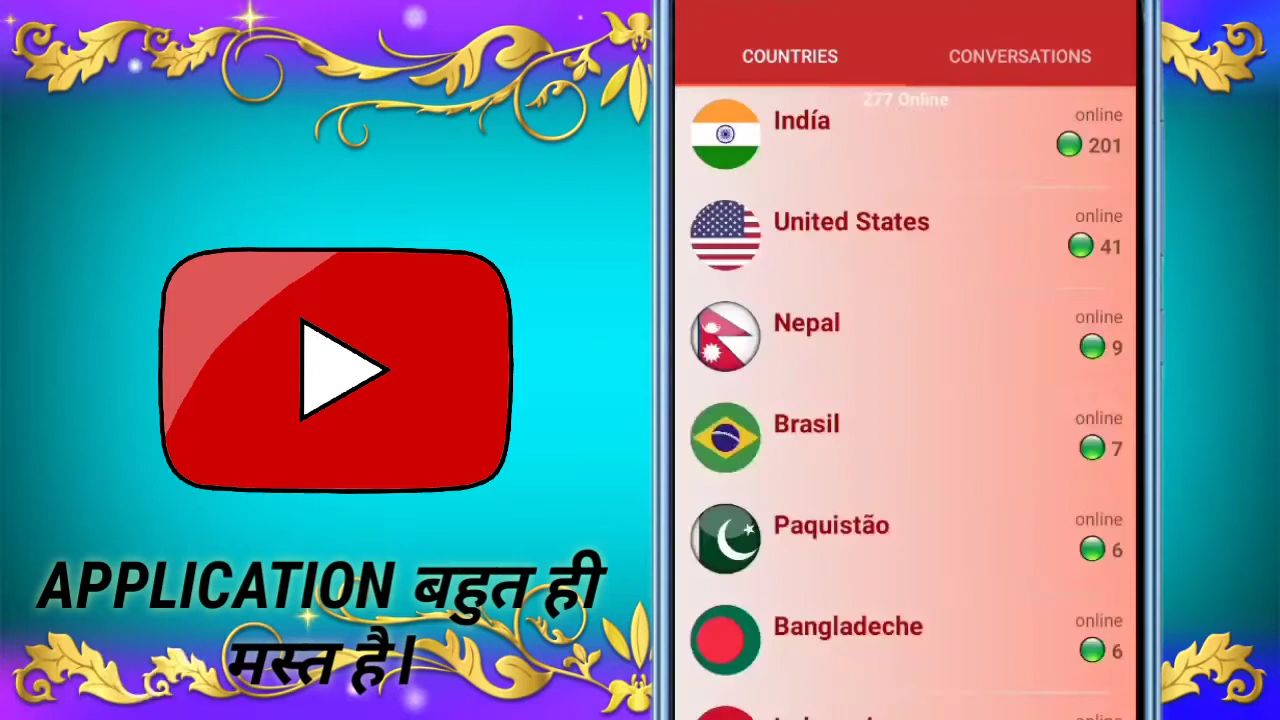 COUNTRIES CONVERSATIONS
277 Online
Indía online
201
United States online
41
Nepal online
9
Brasil online
7
Paquistão online
6
Bangladeche online
6
online
APPLICATION बहुत ही
मस्त है।